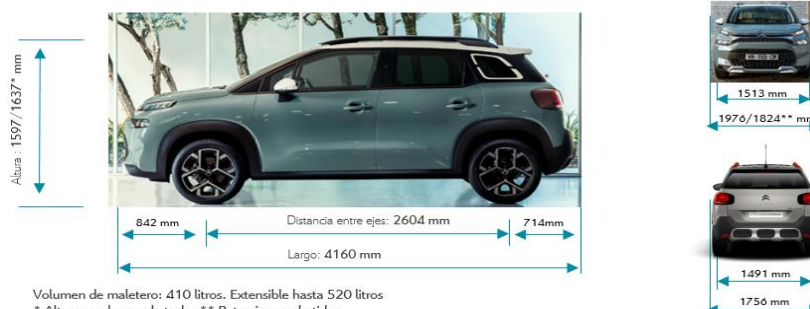 Altura : 1597/1637* mm
842 mm
Distancia entre ejes: 2604 mm
714mm
Largo: 4160 mm
1513 mm
1976/1824** mm
1491 mm
1756 mm
Volumen de maletero: 410 litros. Extensible hasta 520 litros